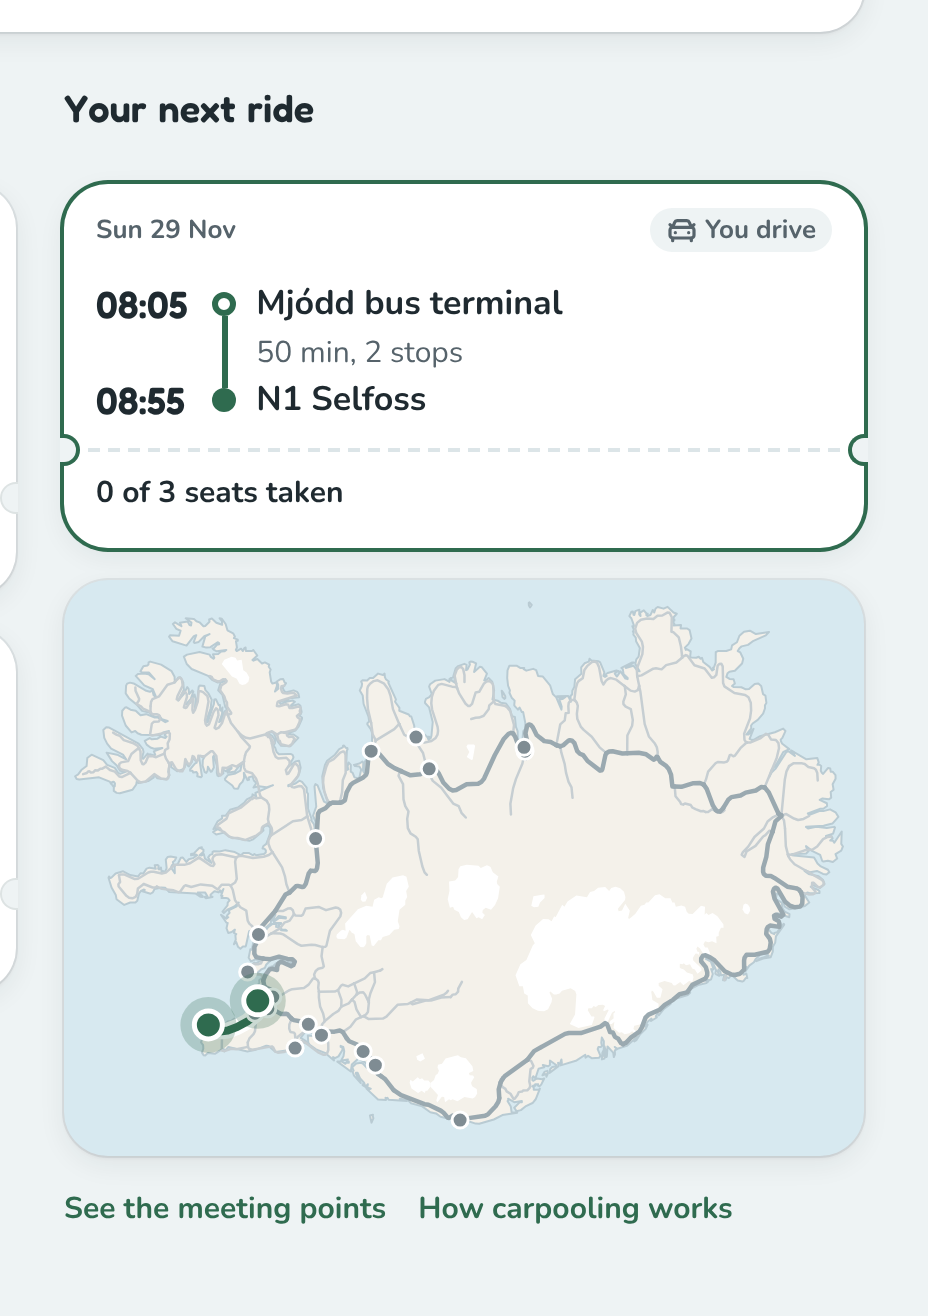 Your next ride
Sun 29 Nov
You drive
08:05
Mjódd bus terminal
50 min, 2 stops
08:55
N1 Selfoss
0 of 3 seats taken
See the meeting points
How carpooling works